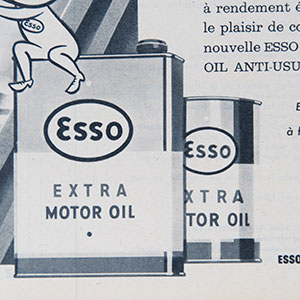 à rendement
le plaisir de
nouvelle ESSO
OIL ANTI-USU
Esso
Esso
EXTRA
MOTOR OIL
Esso
XTRA
TOR OIL
ESSO